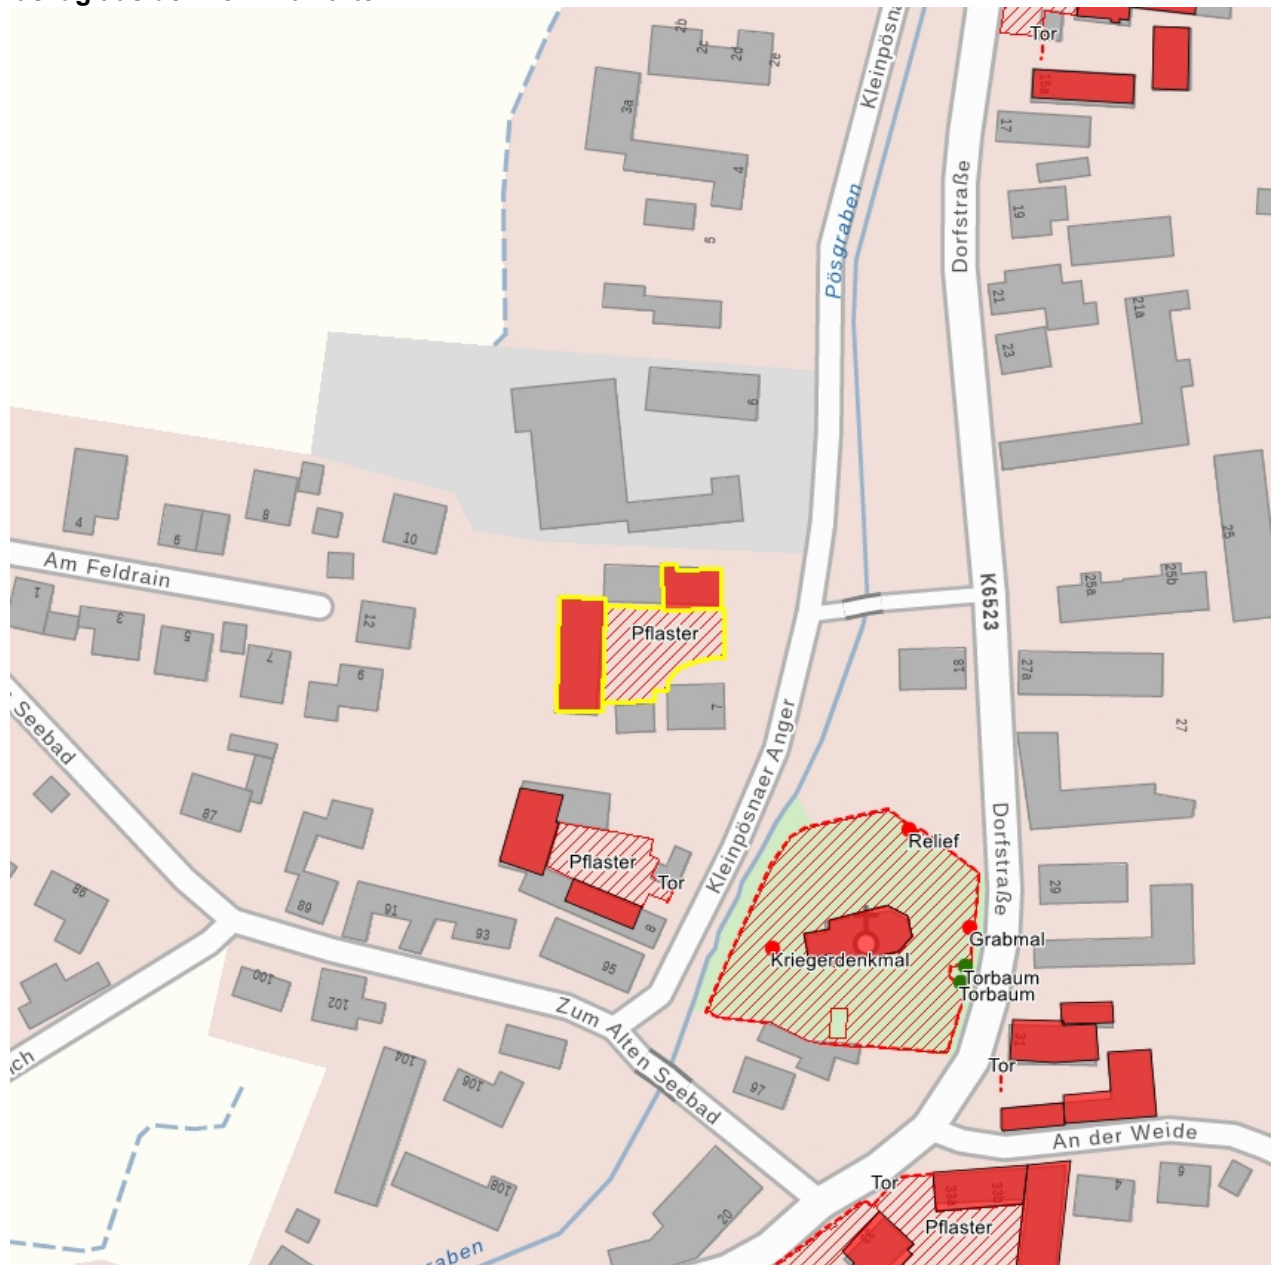 Tor
2b
2c
2d
2e
15a
3a
17
4
19
5
Kleinpösna
Pösgraben
Dorfstraße
21
21a
23
6
4
6
8
10
25
Am Feldrain
1
3
5
7
12
9
25a
25b
K6523
Pflaster
18
27a
27
7
Seebad
Kleinpösnaer Anger
87
Dorfstraße
Relief
Pflaster
Tor
29
98
89
91
93
8
95
Grabmal
Kriegerdenkmal
Torbaum
Torbaum
100
102
Zum Alten Seebad
31
Tor
ich
104
106
97
An der Weide
108
Tor
33a
33b
4
6
Pflaster
20
graben